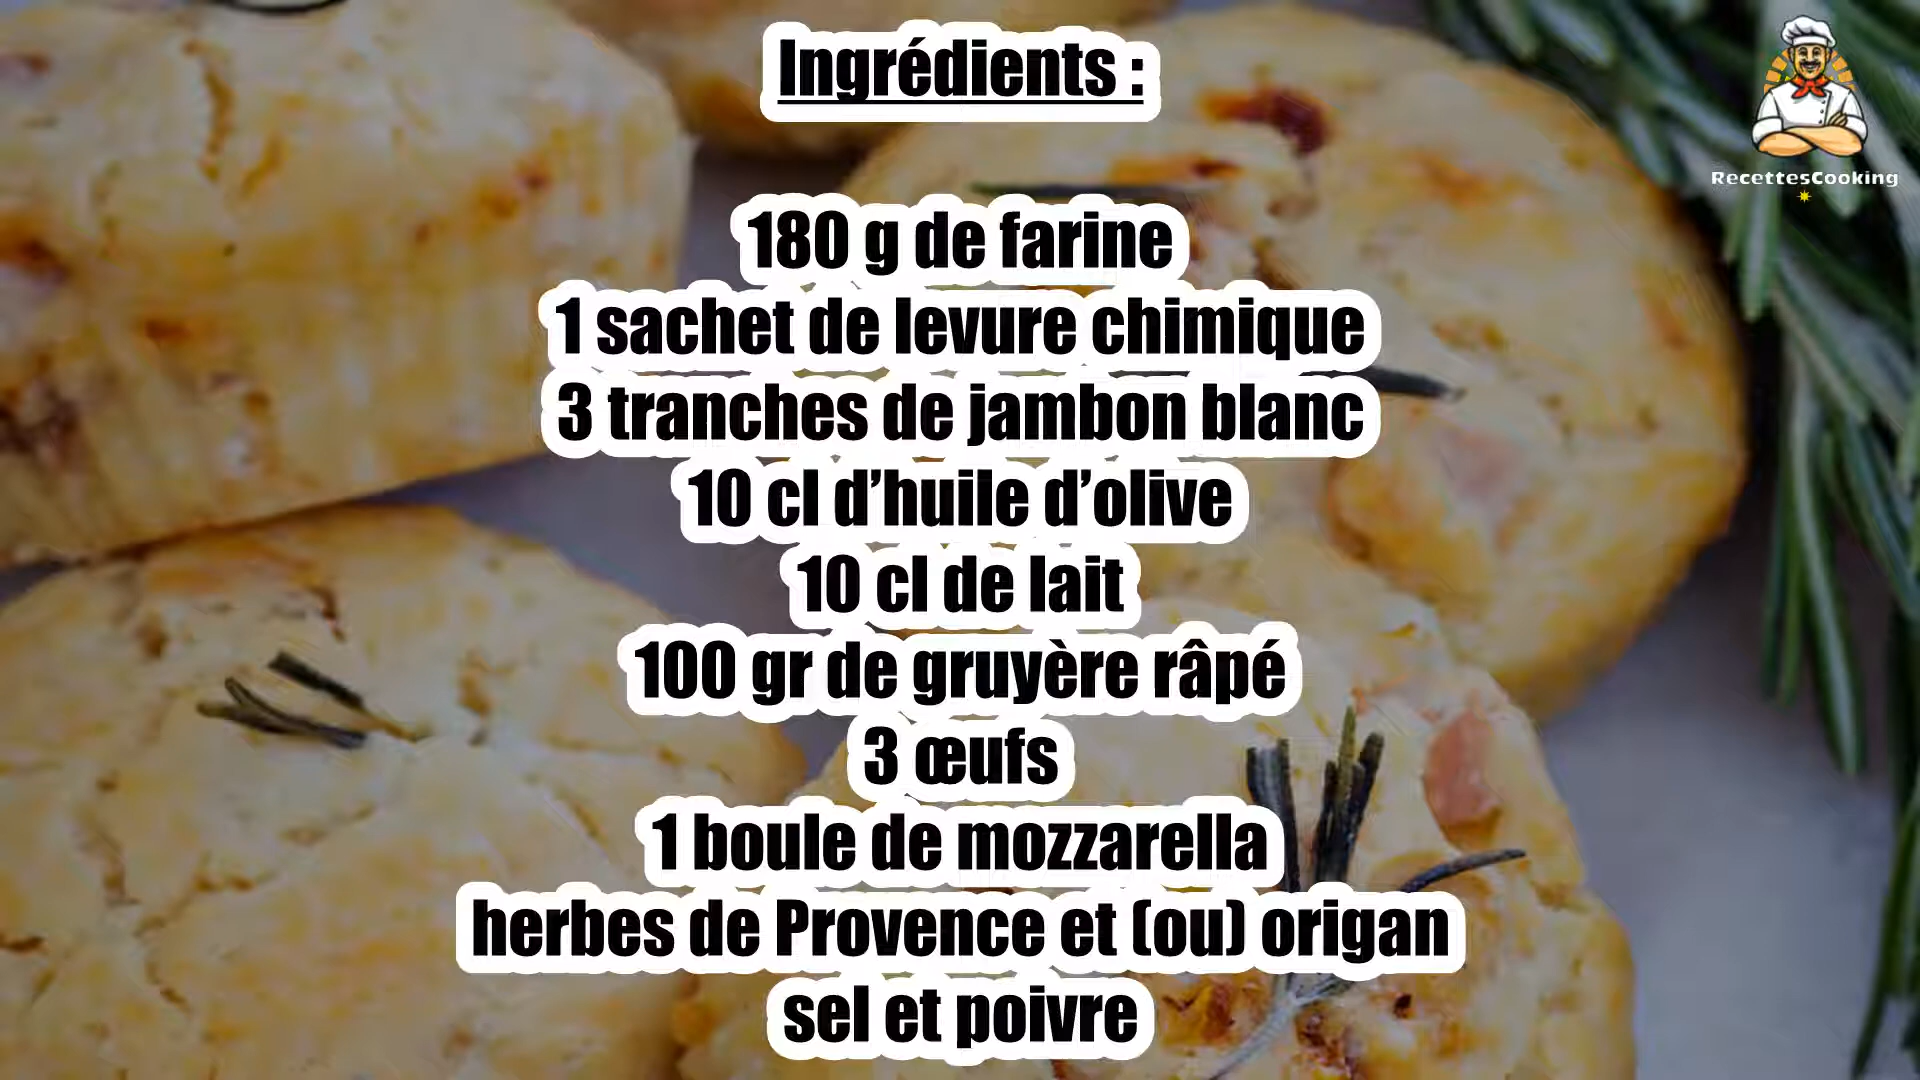 Ingrédients :
RecettesCooking
180 g de farine
1 sachet de levure chimique
3 tranches de jambon blanc
10 cl d’huile d’olive
10 cl de lait
100 gr de gruyère râpé
3 œufs
1 boule de mozzarella
herbes de Provence et (ou) origan
sel et poivre